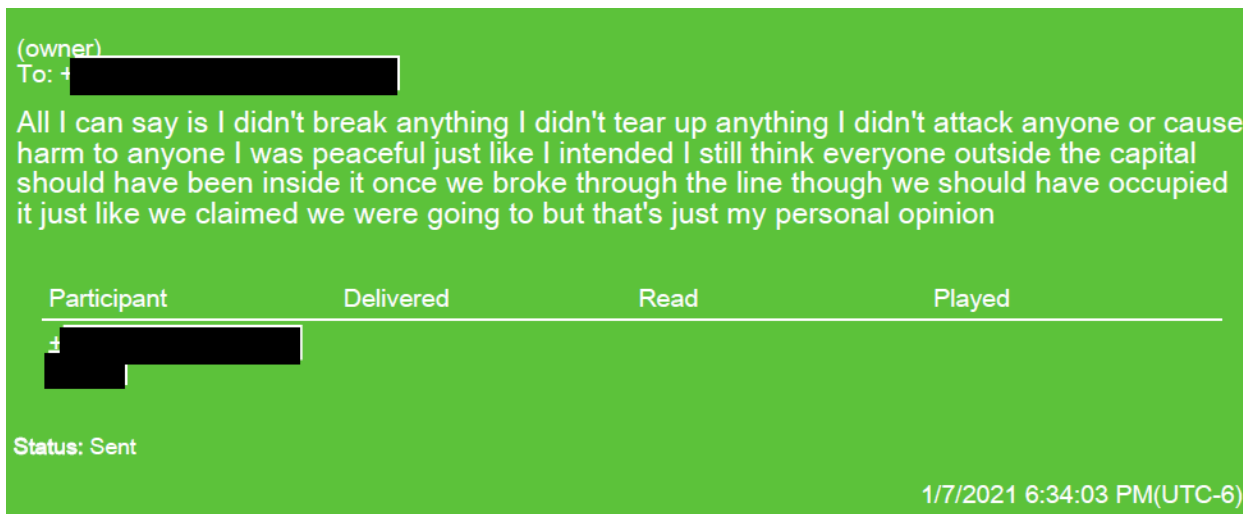 (owner)
To: +
All I can say is I didn't break anything I didn't tear up anything I didn't attack anyone or cause
harm to anyone I was peaceful just like I intended I still think everyone outside the capital
should have been inside it once we broke through the line though we should have occupied
it just like we claimed we were going to but that's just my personal opinion
Participant Delivered Read Played
+
Status: Sent
1/7/2021 6:34:03 PM(UTC-6)